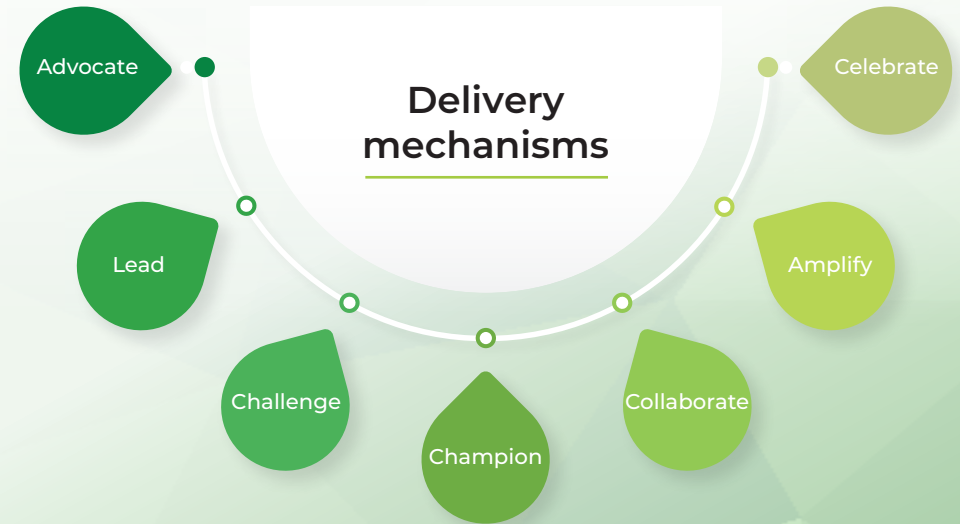 Delivery
mechanisms
Advocate
Lead
Challenge
Champion
Collaborate
Amplify
Celebrate